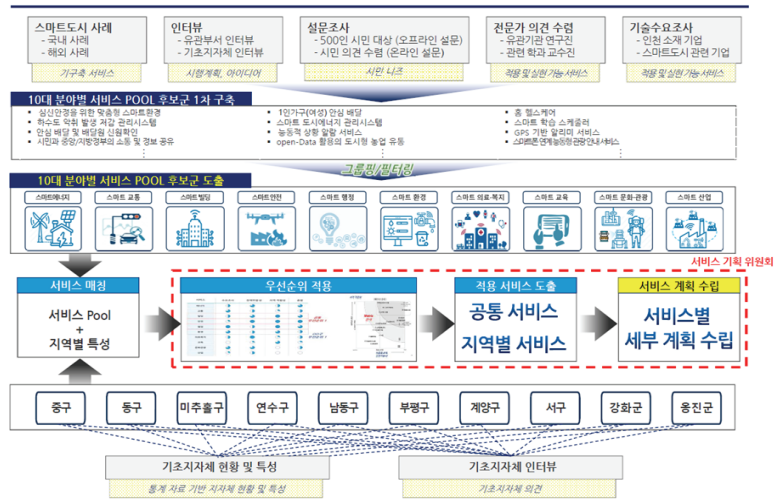 스마트도시 사례
- 국내 사례
- 해외 사례
기구축 서비스
인터뷰
- 유관부서 인터뷰
- 기초지자체 인터뷰
시행계획, 아이디어
설문조사
- 500인 시민 대상 (오프라인 설문)
- 시민 의견 수렴 (온라인 설문)
시민 니즈
전문가 의견 수렴
- 유관기관 연구진
- 관련 학과 교수진
적용 및 실현 가능 서비스
기술수요조사
- 인천 소재 기업
- 스마트도시 관련 기업
적용 및 실현 가능 서비스
10대 분야별 서비스 POOL 후보군 1차 구축
• 심신안정을 위한 맞춤형 스마트환경
• 하수도 악취 발생 저감 관리시스템
• 안심 배달 및 배달원 신원확인
• 시민과 중앙/지방정부의 소통 및 정보 공유
• 1인가구(여성) 안심 배달
• 스마트 도시에너지 관리시스템
• 능동적 상황 알람 서비스
• open-Data 활용의 도시형 농업 유통
• 홈 헬스케어
• 스마트 학습 스케줄러
• GPS 기반 알리미 서비스
• 스마트폰 연계 능동형 관광 안내 서비스
그룹핑/필터링
10대 분야별 서비스 POOL 후보군 도출
스마트에너지
스마트 교통
스마트빌딩
스마트안전
스마트 행정
스마트 환경
스마트 의료·복지
스마트 교육
스마트 문화·관광
스마트 산업
서비스 기획 위원회
서비스 매칭
서비스 Pool
+
지역별 특성
우선순위 적용
적용 서비스 도출
공통 서비스
지역별 서비스
서비스 계획 수립
서비스별
세부 계획 수립
중구
동구
미추홀구
연수구
남동구
부평구
계양구
서구
강화군
옹진군
기초지자체 현황 및 특성
통계 자료 기반 지자체 현황 및 특성
기초지자체 인터뷰
기초지자체 의견